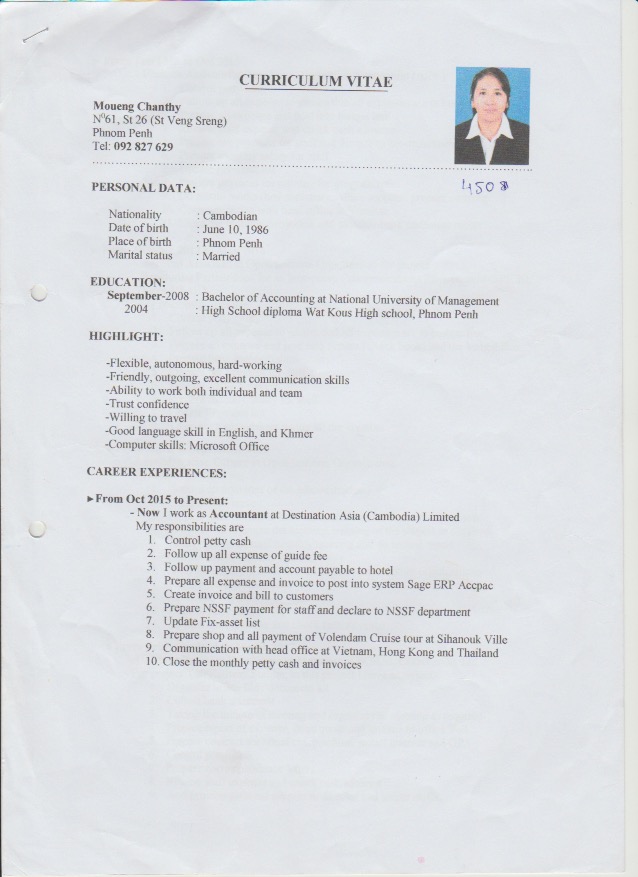 CURRICULUM VITAE
Moueng Chanthy
Nº61, St 26 (St Veng Sreng)
Phnom Penh
Tel: 092 827 629
4508
PERSONAL DATA:
Nationality : Cambodian
Date of birth : June 10, 1986
Place of birth : Phnom Penh
Marital status : Married
EDUCATION:
September-2008 : Bachelor of Accounting at National University of Management
2004 : High School diploma Wat Kous High school, Phnom Penh
HIGHLIGHT:
-Flexible, autonomous, hard-working
-Friendly, outgoing, excellent communication skills
-Ability to work both individual and team
-Trust confidence
-Willing to travel
-Good language skill in English, and Khmer
-Computer skills: Microsoft Office
CAREER EXPERIENCES:
►From Oct 2015 to Present:
- Now I work as Accountant at Destination Asia (Cambodia) Limited
My responsibilities are
1. Control petty cash
2. Follow up all expense of guide fee
3. Follow up payment and account payable to hotel
4. Prepare all expense and invoice to post into system Sage ERP Accpac
5. Create invoice and bill to customers
6. Prepare NSSF payment for staff and declare to NSSF department
7. Update Fix-asset list
8. Prepare shop and all payment of Volendam Cruise tour at Sihanouk Ville
9. Communication with head office at Vietnam, Hong Kong and Thailand
10. Close the monthly petty cash and invoices